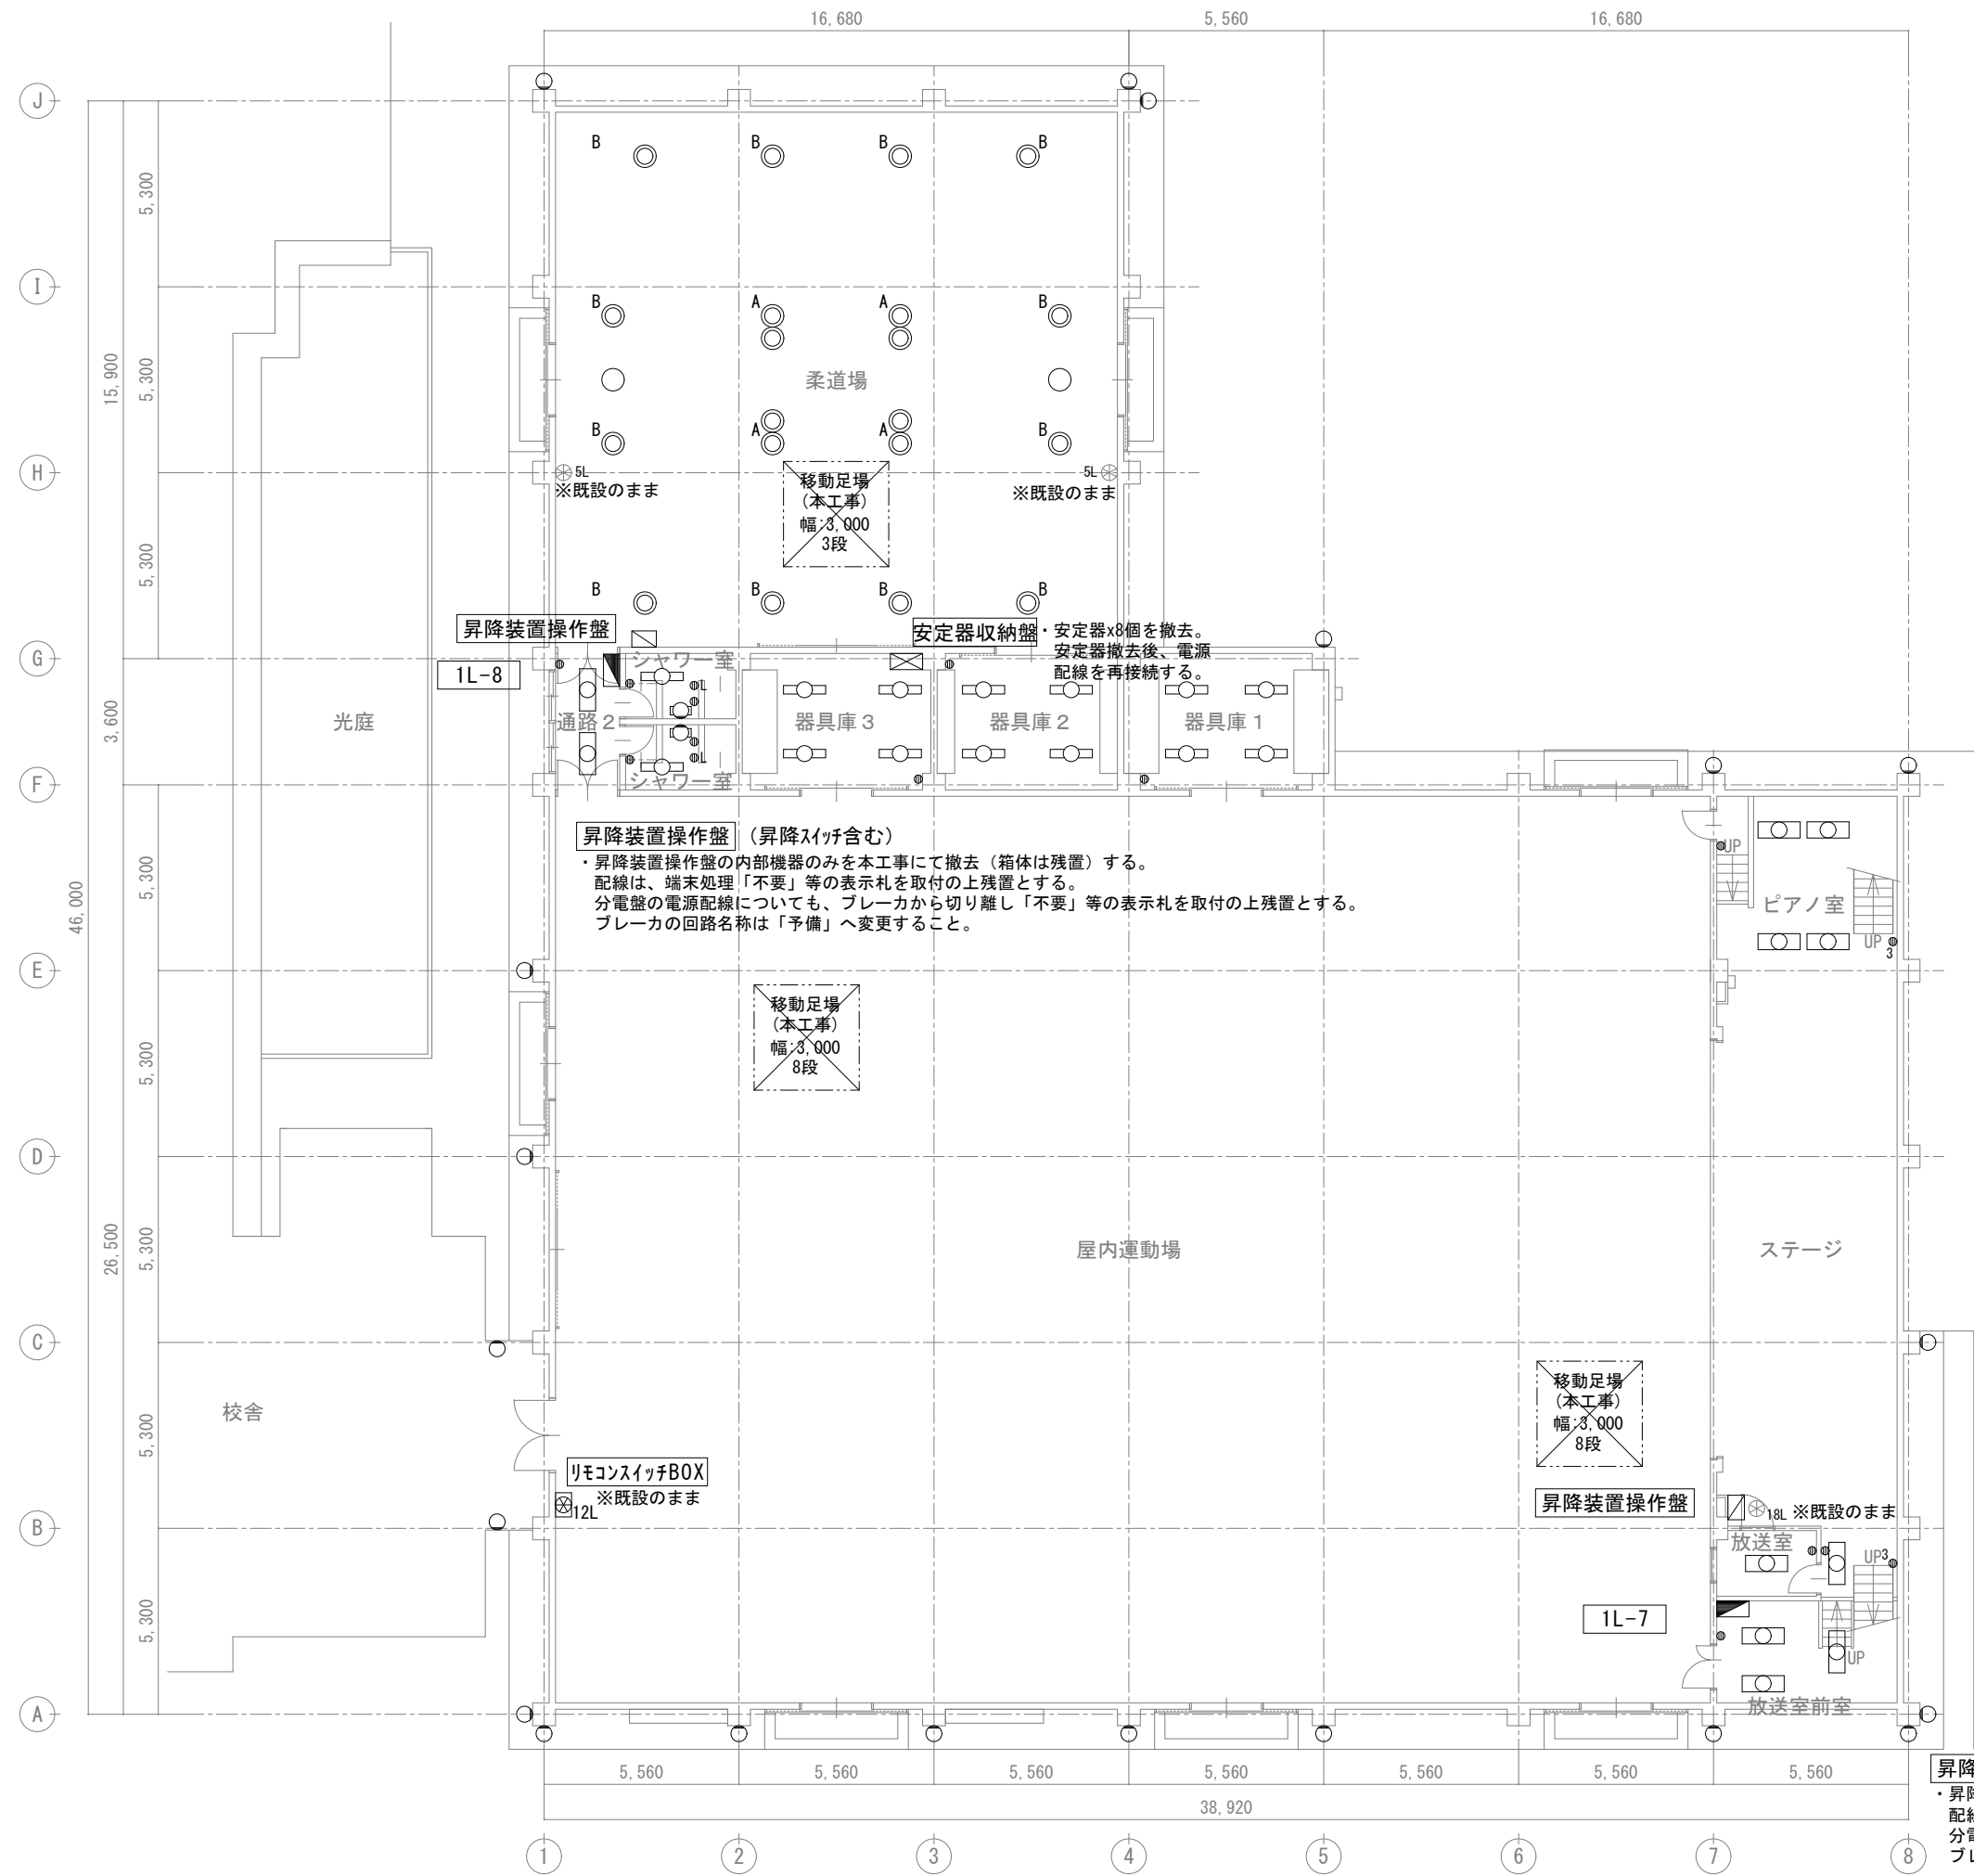 16,680
5,560
16,680
J
5,300
B
B
B
B
I
B
A
A
B
15,900
5,300
柔道場
B
A
A
B
H
5L
※既設のまま
5L
※既設のまま
移動足場
(本工事)
幅:3,000
3段
5,300
B
B
B
B
昇降装置操作盤
安定器収納盤
・安定器x8個を撤去。
安定器撤去後、電源
配線を再接続する。
G
シャワー室
1L-8
L
3,600
光庭
通路2
器具庫3
器具庫2
器具庫1
L
シャワー室
F
昇降装置操作盤
(昇降スイッチ含む)
・昇降装置操作盤の内部機器のみを本工事にて撤去(箱体は残置)する。
配線は、端末処理「不要」等の表示札を取付の上残置とする。
分電盤の電源配線についても、ブレーカから切り離し「不要」等の表示札を取付の上残置とする。
ブレーカの回路名称は「予備」へ変更すること。
UP
ピアノ室
UP
3
5,300
46,000
E
移動足場
(本工事)
幅:3,000
8段
5,300
D
26,500
5,300
屋内運動場
ステージ
C
移動足場
(本工事)
幅:3,000
8段
校舎
5,300
リモコンスイッチBOX
※既設のまま
12L
昇降装置操作盤
18L
※既設のまま
B
放送室
UP
3
5,300
1L-7
UP
放送室前室
A
5,560
5,560
5,560
5,560
5,560
5,560
5,560
38,920
昇降
・昇降
配線
分電
ブレ
1
2
3
4
5
6
7
8